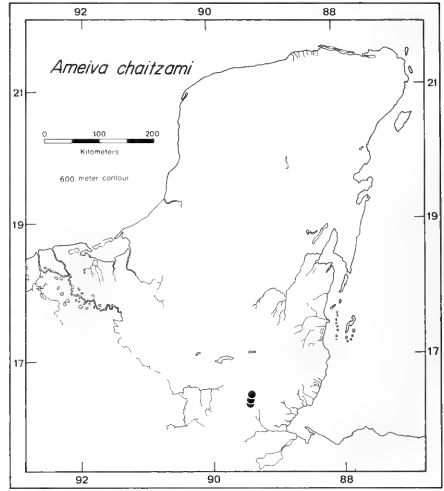 92 90 88
Ameiva chaitzami
21 21
0 100 200
Kilometers
600 meter contour
19 19
17 17
92 90 88